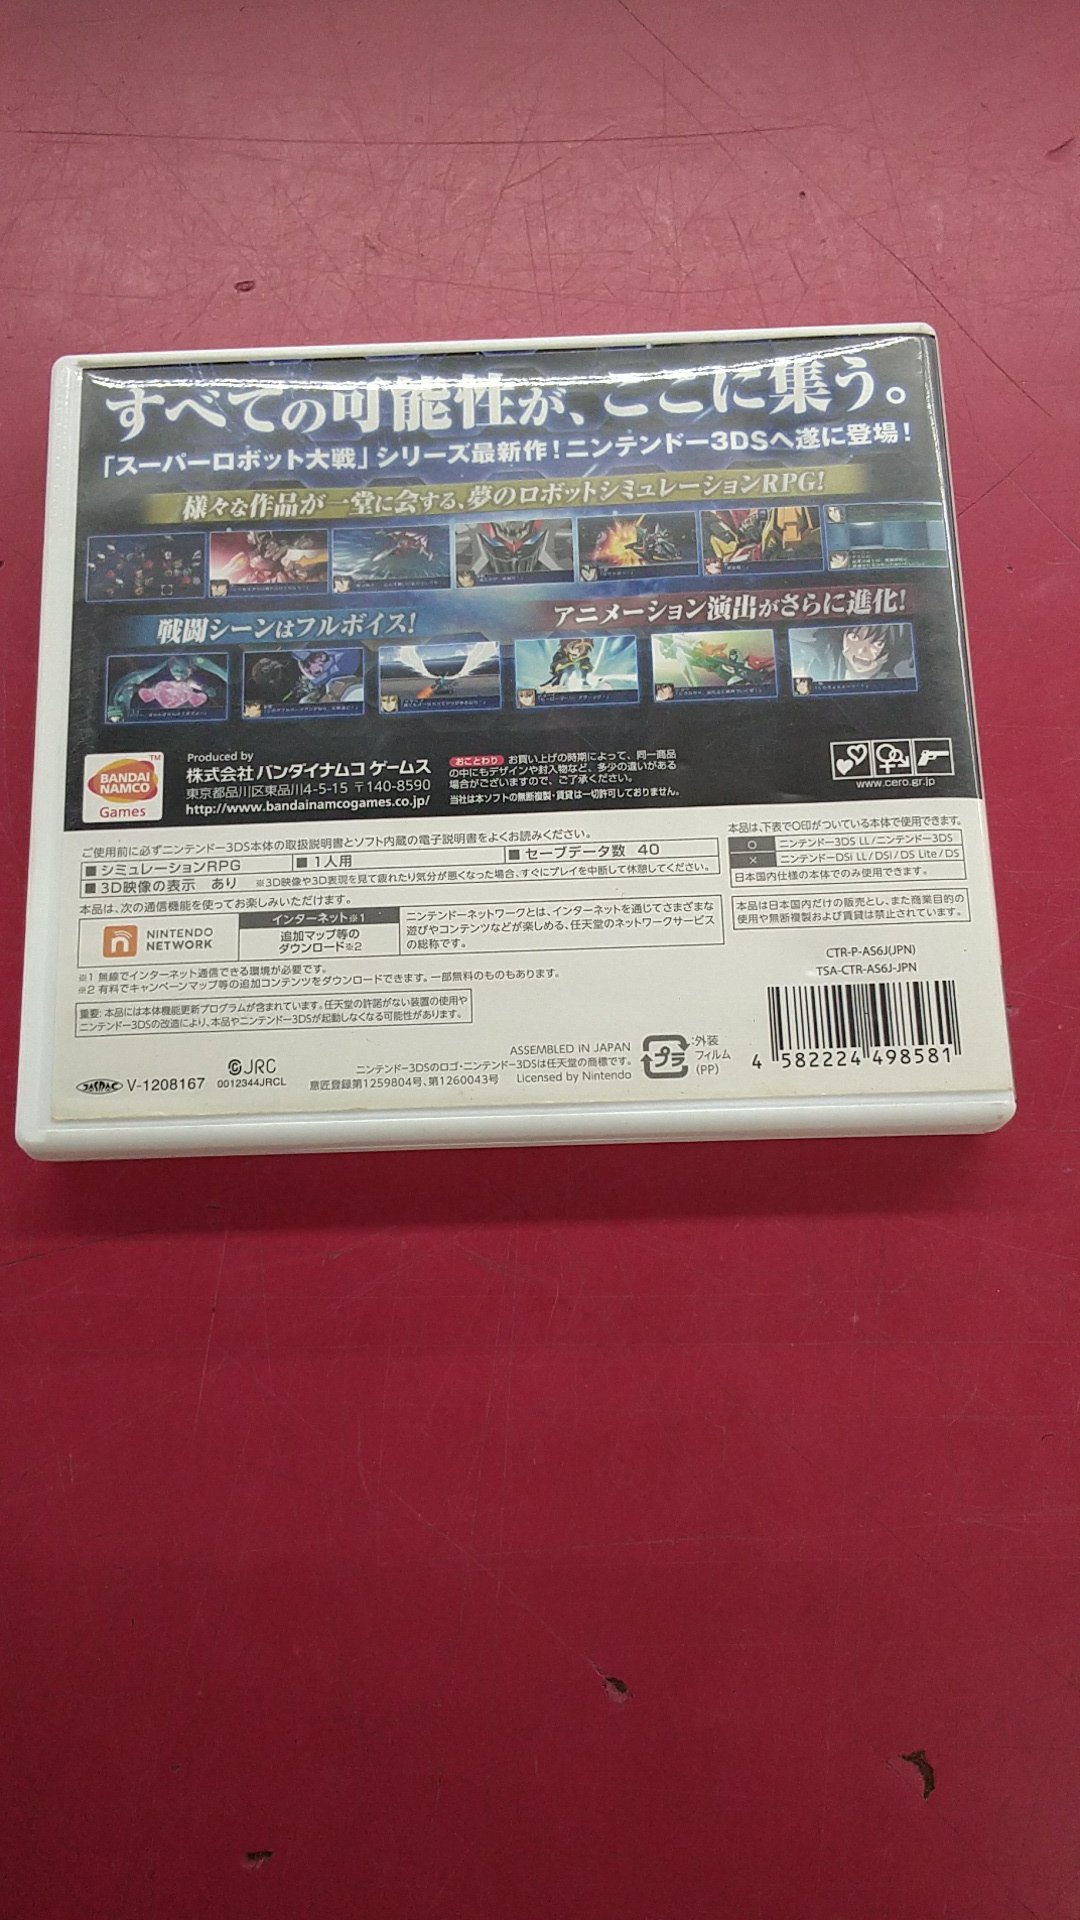 すべての可能性が、ここに集う。
「スーパーロボット大戦」シリーズ最新作!ニンテンドー3DSへ遂に登場!
様々な作品が一堂に会する、夢のロボットシミュレーションRPG!
戦闘シーンはフルボイス!
アニメーション演出がさらに進化!
BANDAI
NAMCO
Games
TM
Produced by
株式会社 バンダイナムコ ゲームス
東京都品川区東品川4-5-15 〒140-8590
http://www.bandainamcogames.co.jp/
おことわり お買い上げの時期によって、同一商品
の中にもデザインや封入物など、多少の違いがある
場合がございますので、ご了承ください。
当社は本ソフトの無断複製・賃貸は一切許可しておりません。
www.cero.gr.jp
ご使用前に必ずニンテンドー3DS本体の取扱説明書とソフト内蔵の電子説明書をよくお読みください。
■ シミュレーションRPG ■ 1人用 ■ セーブデータ数 40
■ 3D映像の表示 あり ※3D映像や3D表現を見て疲れたり気分が悪くなった場合、すぐにプレイを中断して休憩してください。
本品は、次の通信機能を使ってお楽しみいただけます。
NINTENDO
NETWORK
インターネット※1
追加マップ等の
ダウンロード※2
ニンテンドーネットワークとは、インターネットを通じてさまざまな
遊びやコンテンツなどが楽しめる、任天堂のネットワークサービス
の総称です。
※1 無線でインターネット通信できる環境が必要です。
※2 有料でキャンペーンマップ等の追加コンテンツをダウンロードできます。一部無料のものもあります。
重要:本品には本体機能更新プログラムが含まれています。任天堂の許諾がない装置の使用や
ニンテンドー3DSの改造により、本品やニンテンドー3DSが起動しなくなる可能性があります。
本品は、下表で○印がついている本体で使用できます。
○ ニンテンドー3DS LL/ニンテンドー3DS
× ニンテンドーDSi LL/DSi/DS Lite/DS
日本国内仕様の本体でのみ使用できます。
本品は日本国内だけの販売とし、また商業目的の
使用や無断複製および賃貸は禁止されています。
CTR-P-AS6J(JPN)
TSA-CTR-AS6J-JPN
4 582224 498581
JASRAC V-1208167
©JRC
0012344JRCL
ASSEMBLED IN JAPAN
ニンテンドー3DSのロゴ・ニンテンドー3DSは任天堂の商標です。
意匠登録第1259804号、第1260043号 Licensed by Nintendo
プラ
:外装
フィルム
(PP)